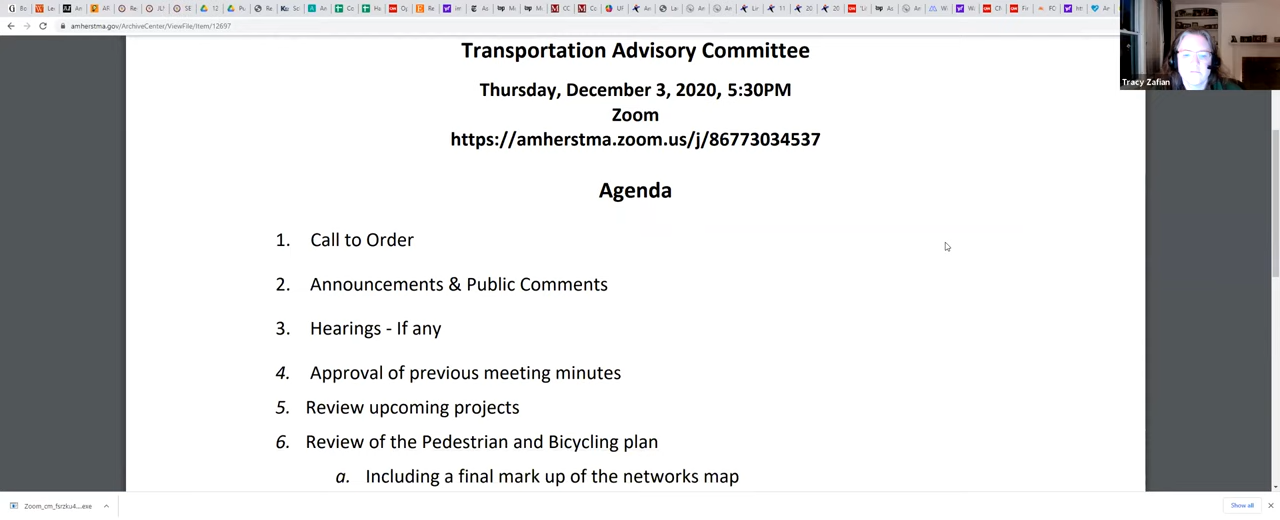 amherstma.gov/ArchiveCenter/ViewFile/Item/12697
Tracy Zafian
Transportation Advisory Committee
Thursday, December 3, 2020, 5:30PM
Zoom
https://amherstma.zoom.us/j/86773034537
Agenda
1. Call to Order
2. Announcements & Public Comments
3. Hearings - If any
4. Approval of previous meeting minutes
5. Review upcoming projects
6. Review of the Pedestrian and Bicycling plan
a. Including a final mark up of the networks map
Zoom_cm_fsrzku4....exe
Show all